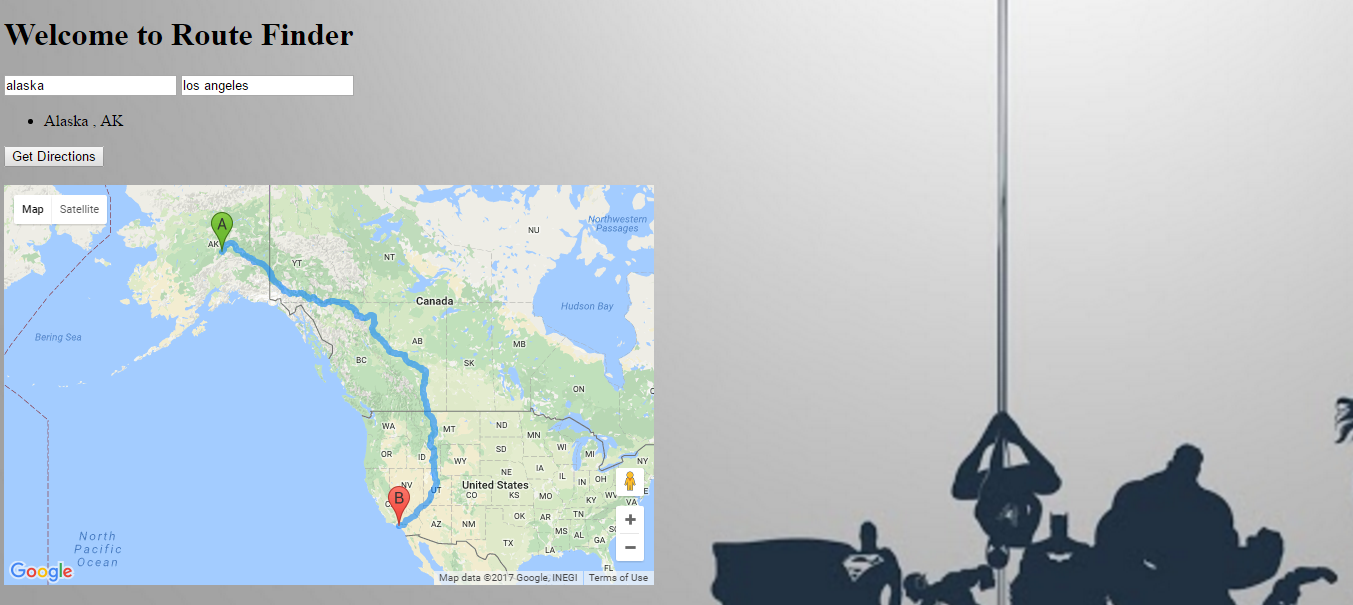 Welcome to Route Finder
alaska los angeles
Alaska , AK
Get Directions
Map Satellite
A
AK
YT
NT
NU
Northwestern
Passages
Canada
Hudson Bay
Bering Sea
BC
AB
SK
MB
ON
WA
MT
ND
MN
OR
ID
WY
SD
WI
MI
NY
NE
IA
IL
IN
OH
NV
UT
CO
United States
KS
MO
KY
WV
VA
B
AZ
NM
OK
AR
TN
TX
LA
MS
AL
GA
FL
North
Pacific
Ocean
+
−
Google
Map data ©2017 Google, INEGI Terms of Use